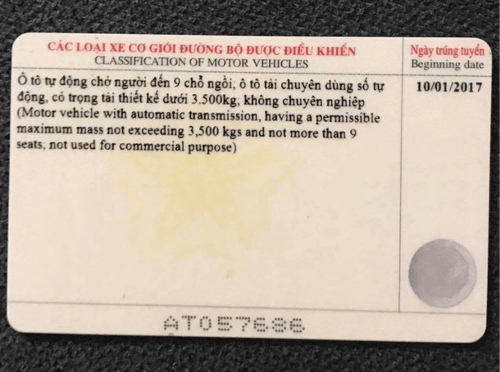 CÁC LOẠI XE CƠ GIỚI ĐƯỜNG BỘ ĐƯỢC ĐIỀU KHIỂN
CLASSIFICATION OF MOTOR VEHICLES
Ngày trúng tuyển
Beginning date
Ô tô tự động chở người đến 9 chỗ ngồi; ô tô tải chuyên dùng số tự
động, có trọng tải thiết kế dưới 3.500kg, không chuyên nghiệp
(Motor vehicle with automatic transmission, having a permissible
maximum mass not exceeding 3,500 kgs and not more than 9
seats; not used for commercial purpose)
10/01/2017
AT057686